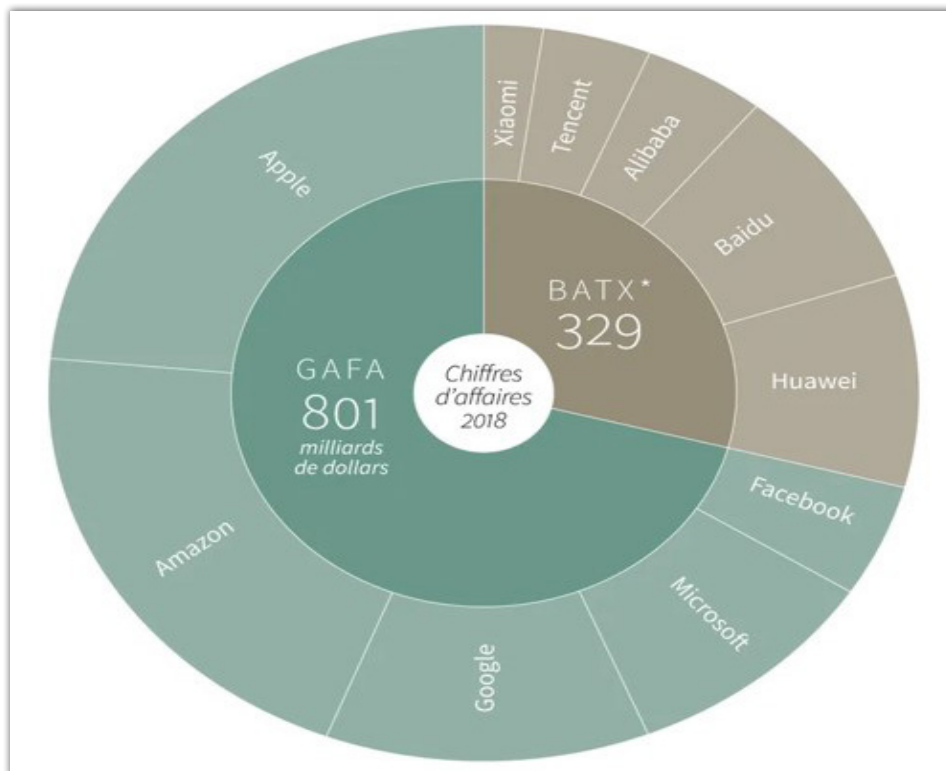 Xiaomi
Tencent
Alibaba
Baidu
Huawei
Facebook
Microsoft
Google
Amazon
Apple
BATX*
329
GAFA
801
milliards
de dollars
Chiffres
d'affaires
2018